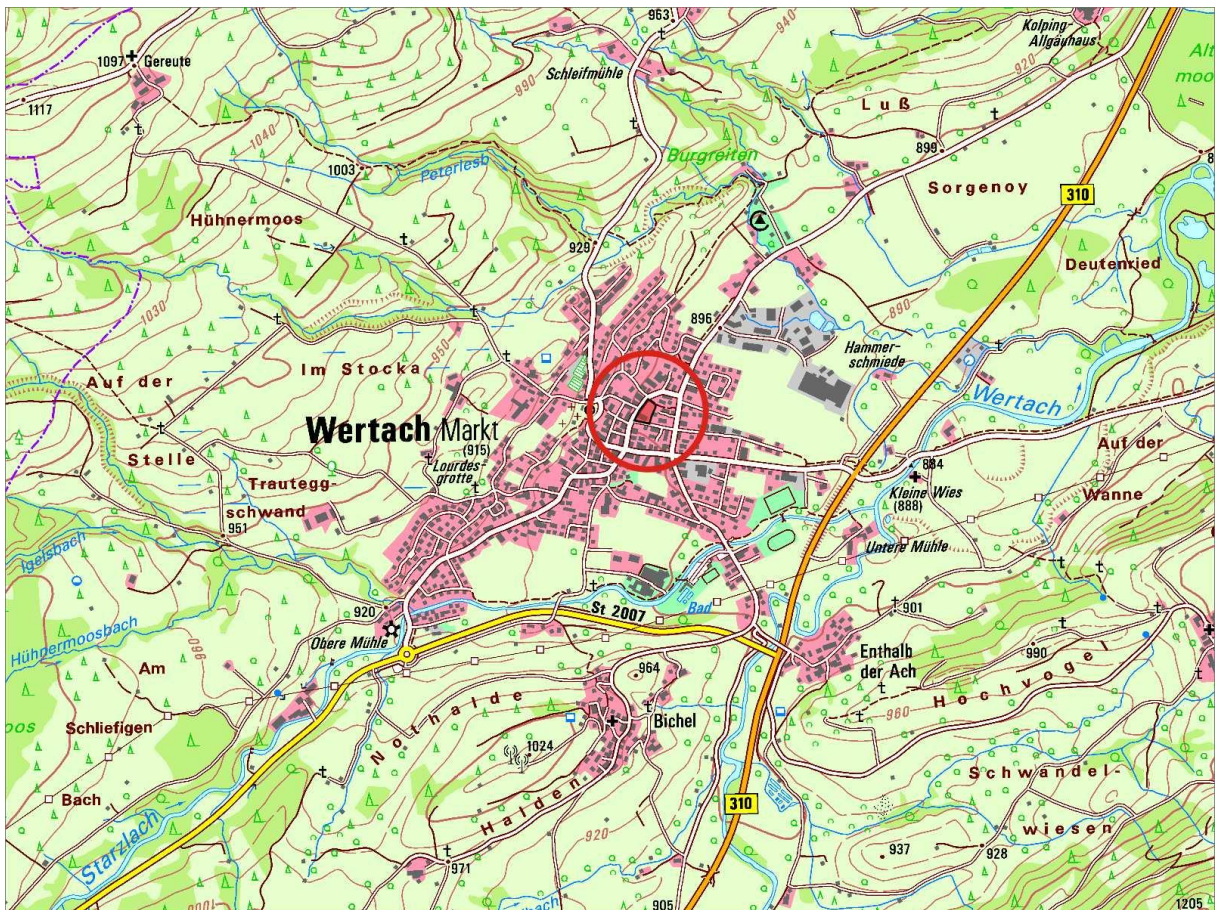 963
940
Kolping-
Allgäuhaus
1097
Gereute
920
Schleifmühle
990
Alt
moo
1117
Luß
1040
899
Burgreiten
1003
Peterlesb
Sorgenoy
310
Hühnermoos
929
Deutenried
1030
890
896
950
Hammer-
schmiede
Im Stocka
Auf der
Wertach
Wertach Markt
(915)
Auf der
Stelle
Lourdes-
grotte
884
Trautegg-
schwand
Kleine Wies
(888)
Wanne
951
Untere Mühle
Igelsbach
920
St 2007
Bad
901
Hühnermoosbach
Obere Mühle
Enthalb
der Ach
990
964
Am
960
Hochvogel
960
Nothalde
Schliefigen
Bichel
1024
Schwandel-
Bach
310
Halden
wiesen
Starzlach
920
937
928
971
905
1205